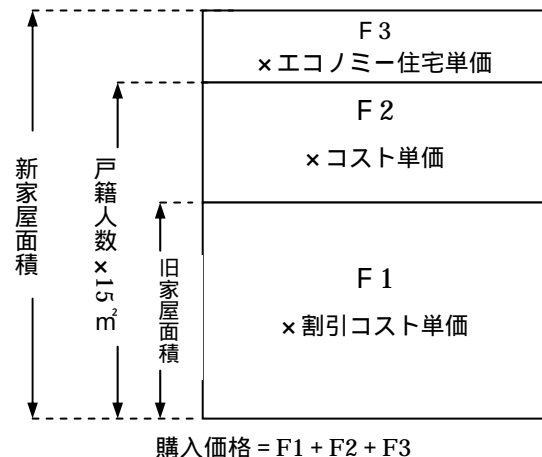 Ｆ３
×エコノミー住宅単価
Ｆ２
×コスト単価
Ｆ１
×割引コスト単価
新家屋面積
戸籍人数×15㎡
旧家屋面積
購入価格＝F1＋F2＋F3